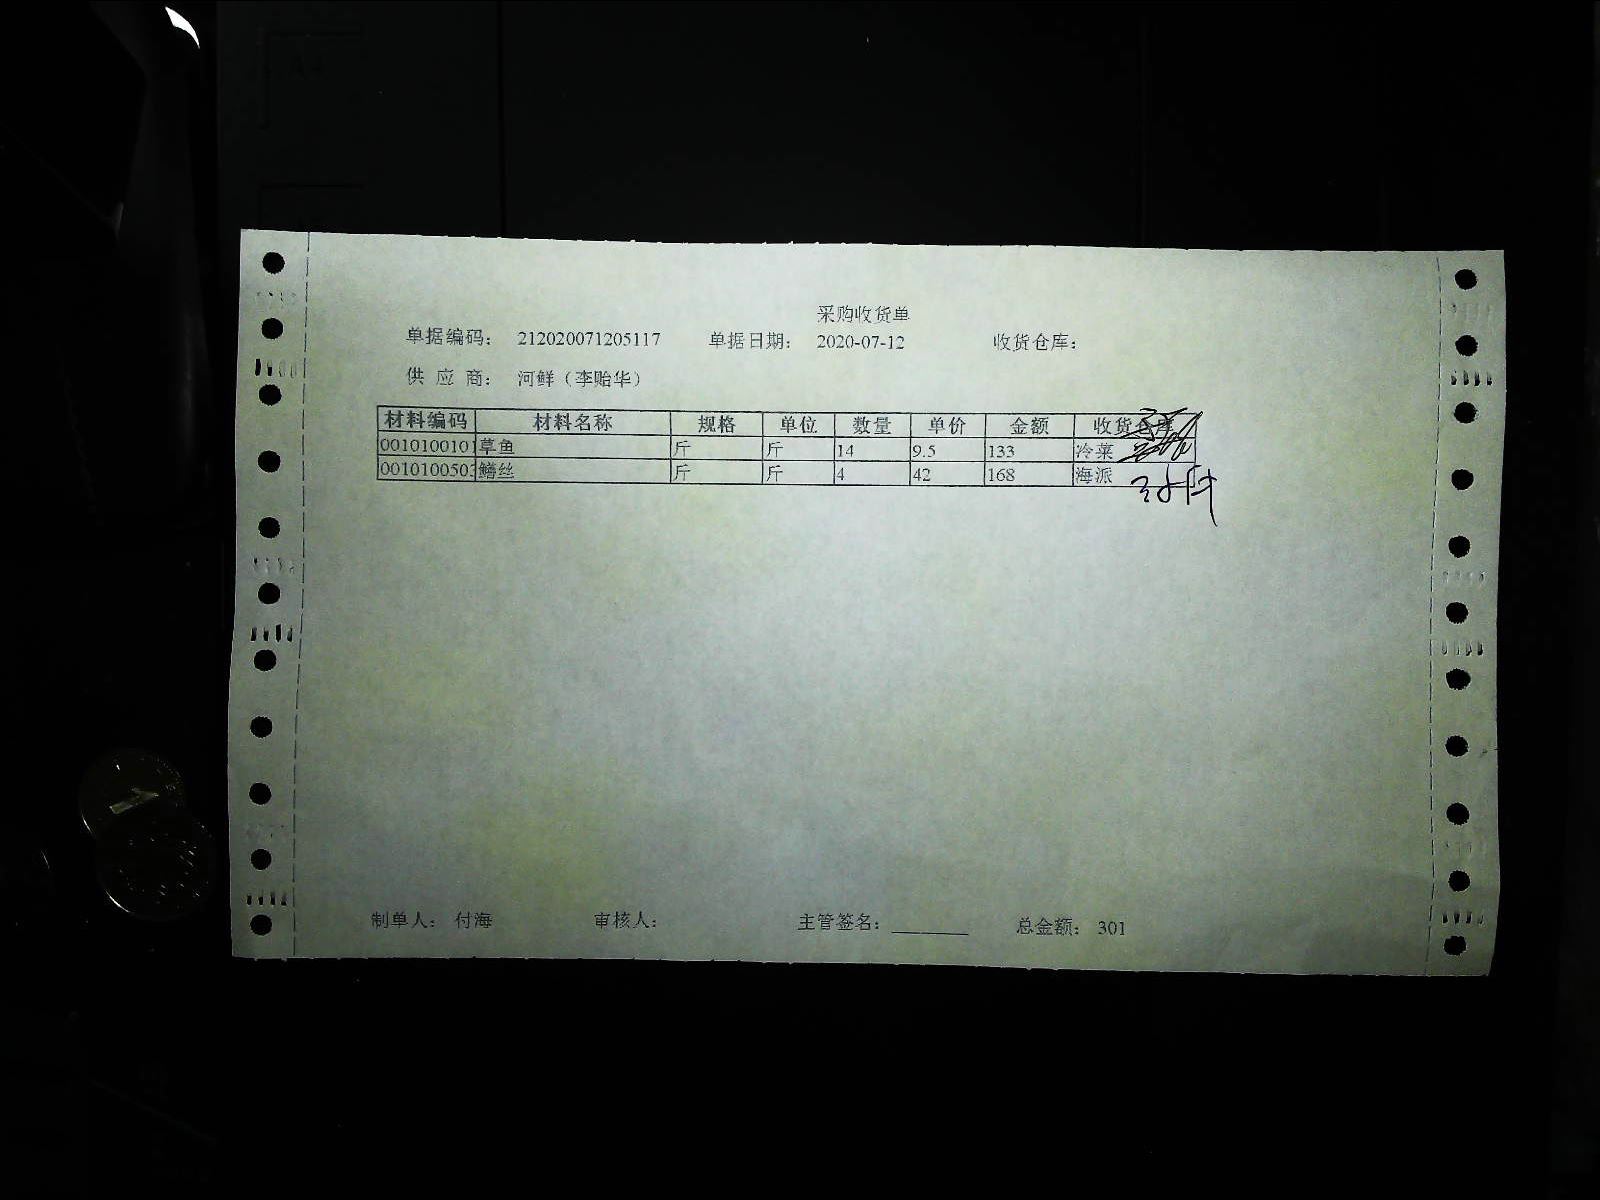 采购收货单
单据编码： 212020071205117 单据日期： 2020-07-12 收货仓库：
供 应 商： 河鲜（李贻华）
材料编码 材料名称 规格 单位 数量 单价 金额 收货仓库
0010100101 草鱼 斤 斤 14 9.5 133 冷菜
0010100503 鳝丝 斤 斤 4 42 168 海派
制单人： 付海 审核人： 主管签名： 总金额： 301